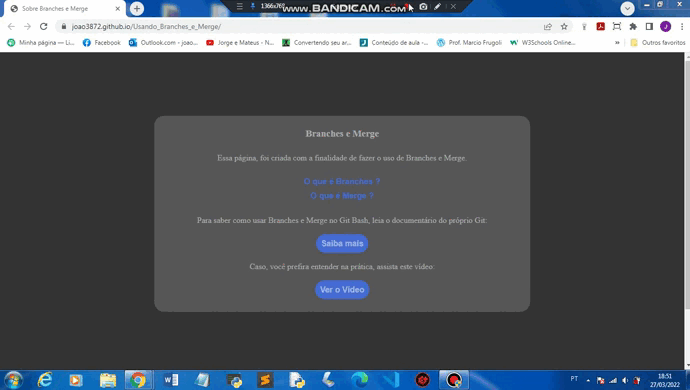 Sobre Branches e Merge
1366x768
www.BANDICAM.com
joao3872.github.io/Usando_Branches_e_Merge/
Minha página — Li...
Facebook
Outlook.com - joao...
Jorge e Mateus - N...
Convertendo seu ar...
Conteúdo de aula -...
Prof. Marcio Frugoli
W3Schools Online...
»
Outros favoritos
Branches e Merge
Essa página, foi criada com a finalidade de fazer o uso de Branches e Merge.
O que e Branches ?
O que e Merge ?
Para saber como usar Branches e Merge no Git Bash, leia o documentário do próprio Git:
Saiba mais
Caso, você prefira entender na prática, assista este vídeo:
Ver o Vídeo
PT
18:51
27/03/2022